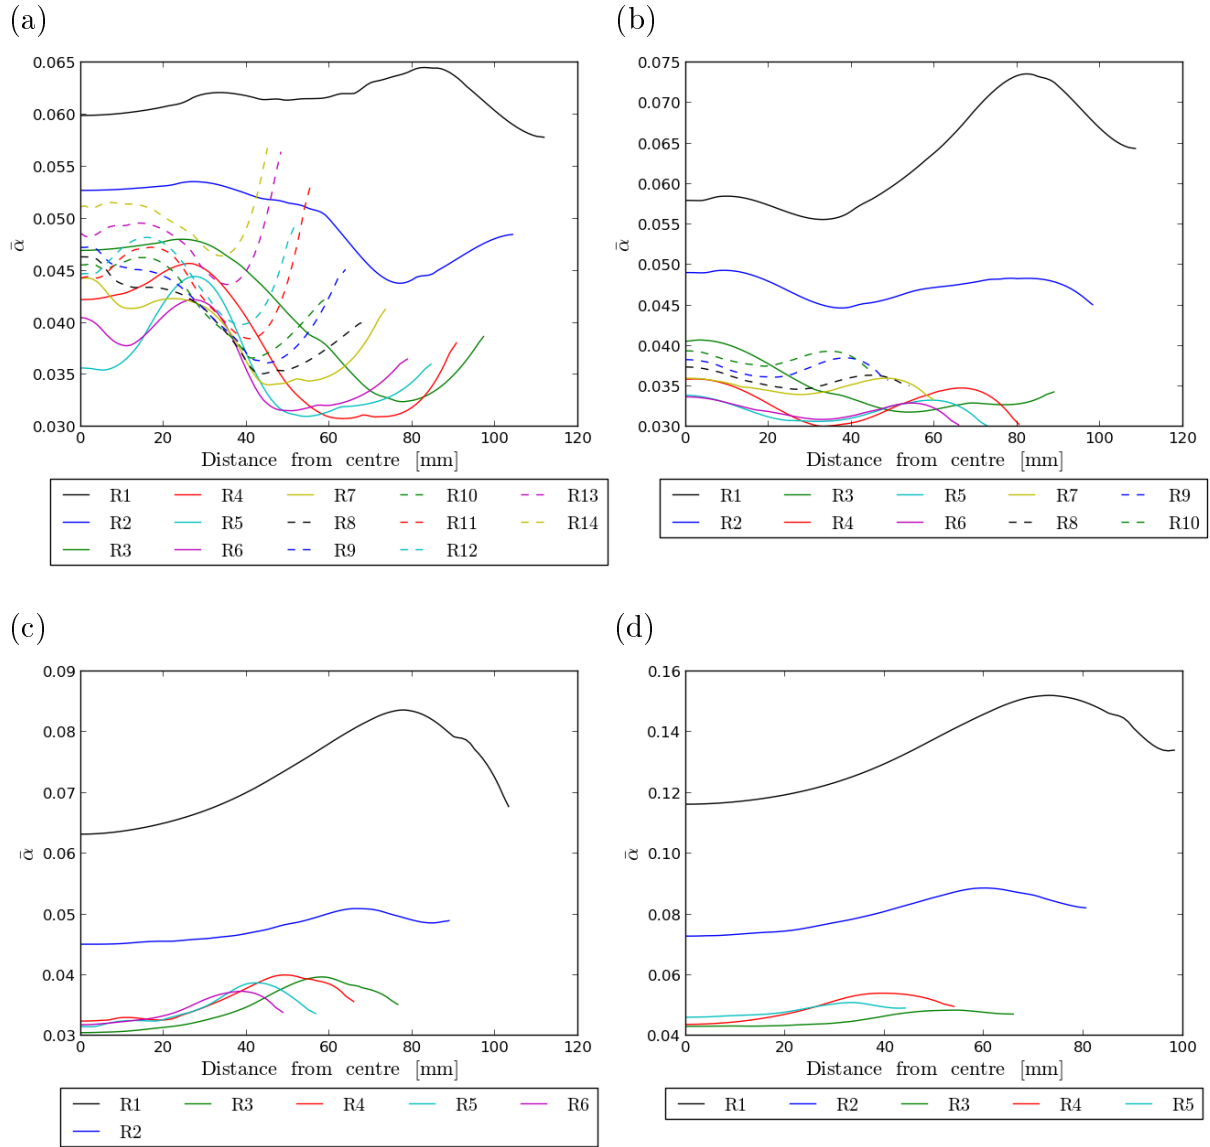 (a)
(b)
0.065
0.060
0.055
0.050
0.045
0.040
0.035
0.030
ᾱ
0 20 40 60 80 100 120
Distance from centre [mm]
R1 R4 R7 R10 R13
R2 R5 R8 R11 R14
R3 R6 R9 R12
0.075
0.070
0.065
0.060
0.055
0.050
0.045
0.040
0.035
0.030
ᾱ
0 20 40 60 80 100 120
Distance from centre [mm]
R1 R3 R5 R7 R9
R2 R4 R6 R8 R10
(c)
(d)
0.09
0.08
0.07
0.06
0.05
0.04
0.03
ᾱ
0 20 40 60 80 100 120
Distance from centre [mm]
R1 R3 R4 R5 R6
R2
0.16
0.14
0.12
0.10
0.08
0.06
0.04
ᾱ
0 20 40 60 80 100
Distance from centre [mm]
R1 R2 R3 R4 R5